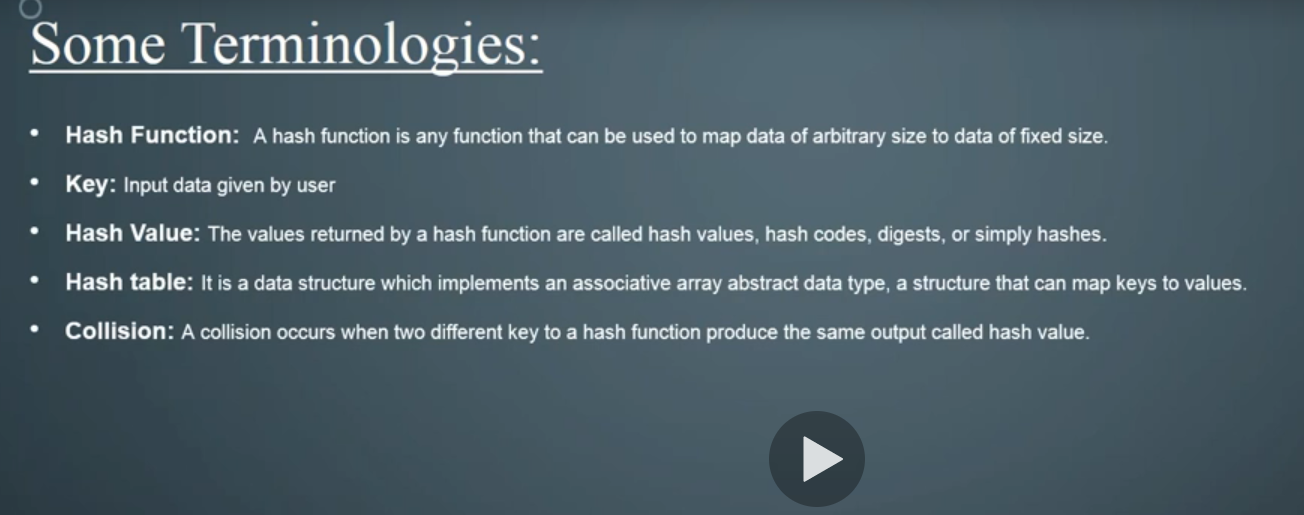 Some Terminologies:
• Hash Function: A hash function is any function that can be used to map data of arbitrary size to data of fixed size.
• Key: Input data given by user
• Hash Value: The values returned by a hash function are called hash values, hash codes, digests, or simply hashes.
• Hash table: It is a data structure which implements an associative array abstract data type, a structure that can map keys to values.
• Collision: A collision occurs when two different key to a hash function produce the same output called hash value.